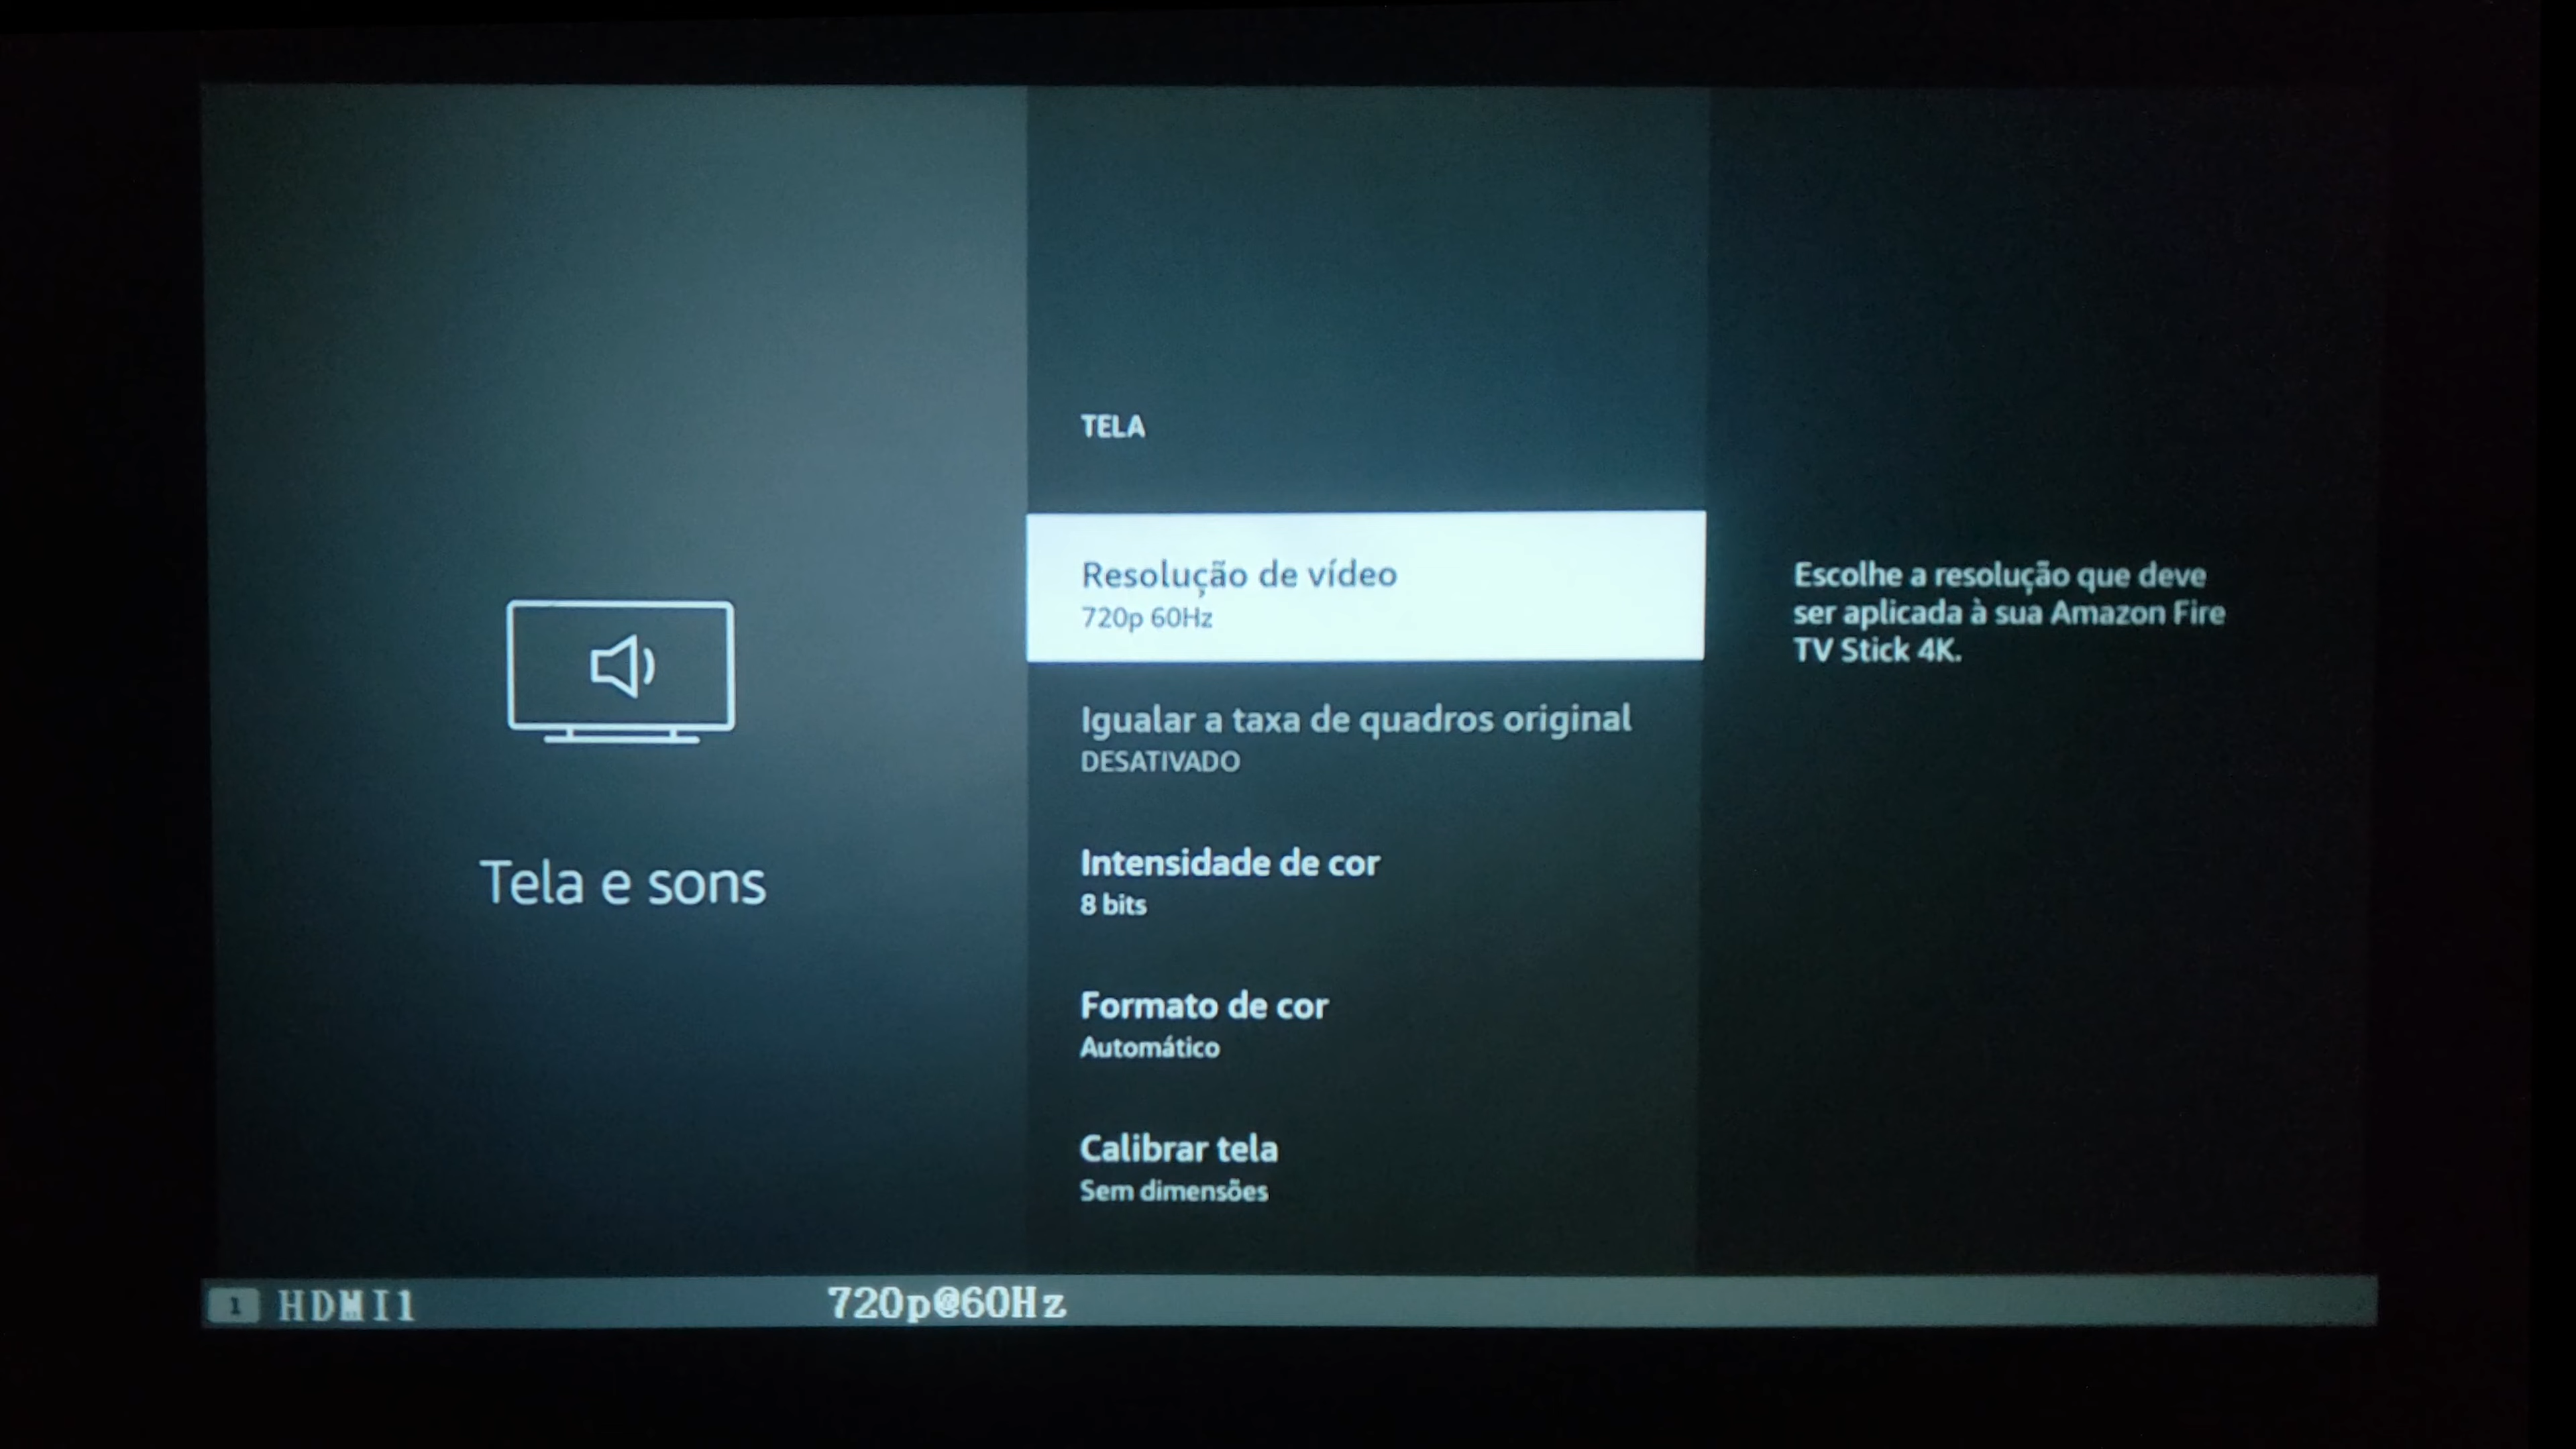 TELA
Resolução de vídeo
720p 60Hz
Escolhe a resolução que deve
ser aplicada à sua Amazon Fire
TV Stick 4K.
Igualar a taxa de quadros original
DESATIVADO
Tela e sons
Intensidade de cor
8 bits
Formato de cor
Automático
Calibrar tela
Sem dimensões
1 HDMI1 720p@60Hz